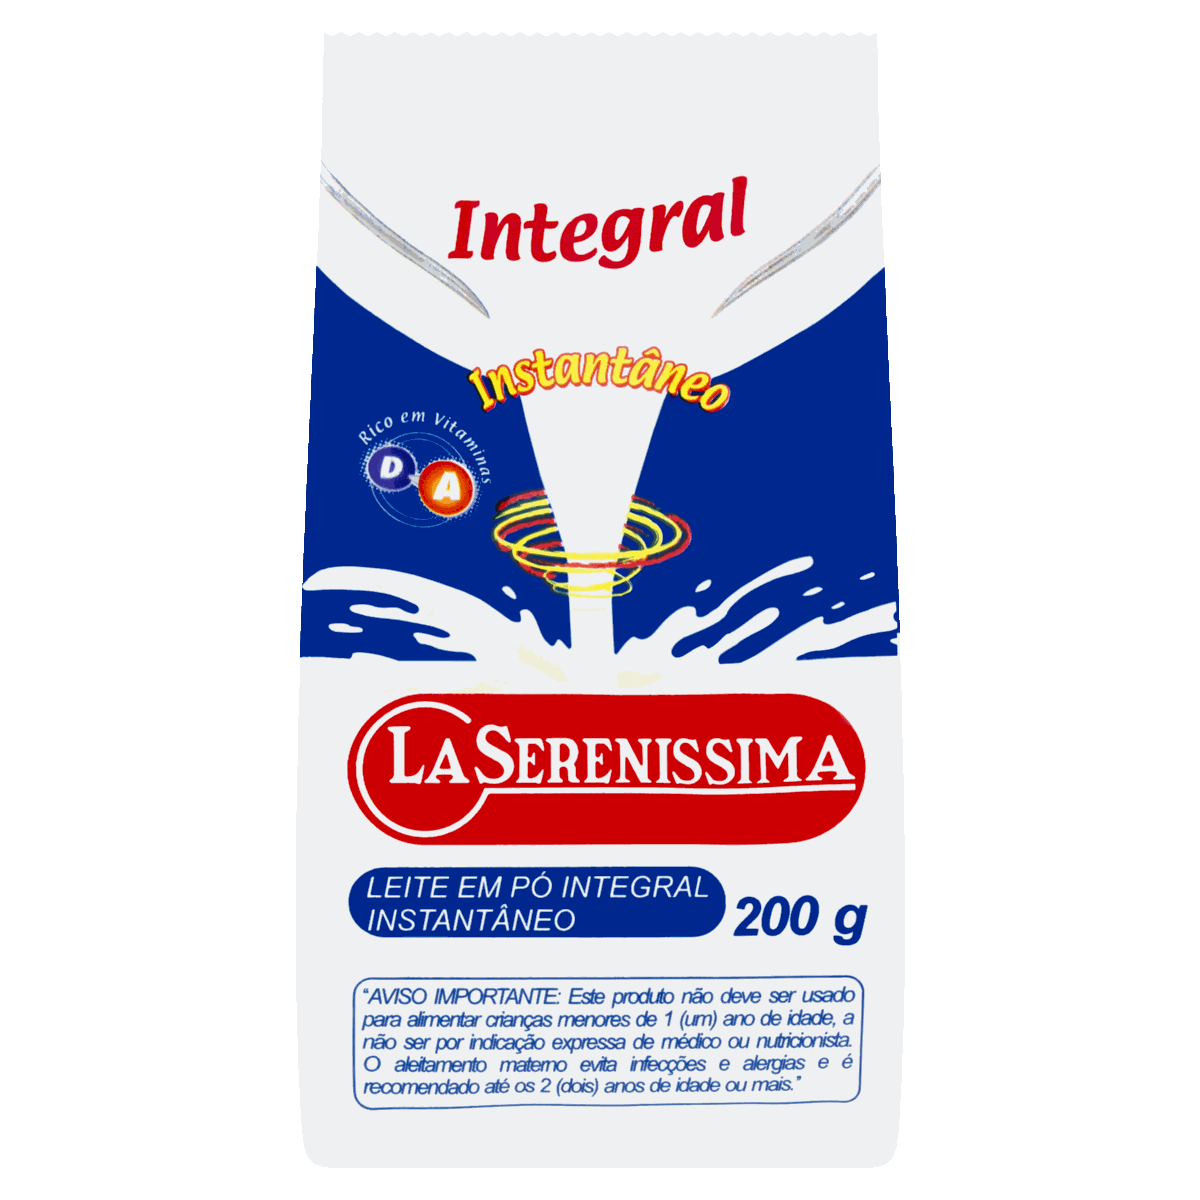 Integral
Instantâneo
Rico em Vitaminas
D A
LA SERENISSIMA
LEITE EM PÓ INTEGRAL
INSTANTÂNEO
200 g
"AVISO IMPORTANTE: Este produto não deve ser usado
para alimentar crianças menores de 1 (um) ano de idade, a
não ser por indicação expressa de médico ou nutricionista.
O aleitamento materno evita infecções e alergias e é
recomendado até os 2 (dois) anos de idade ou mais."